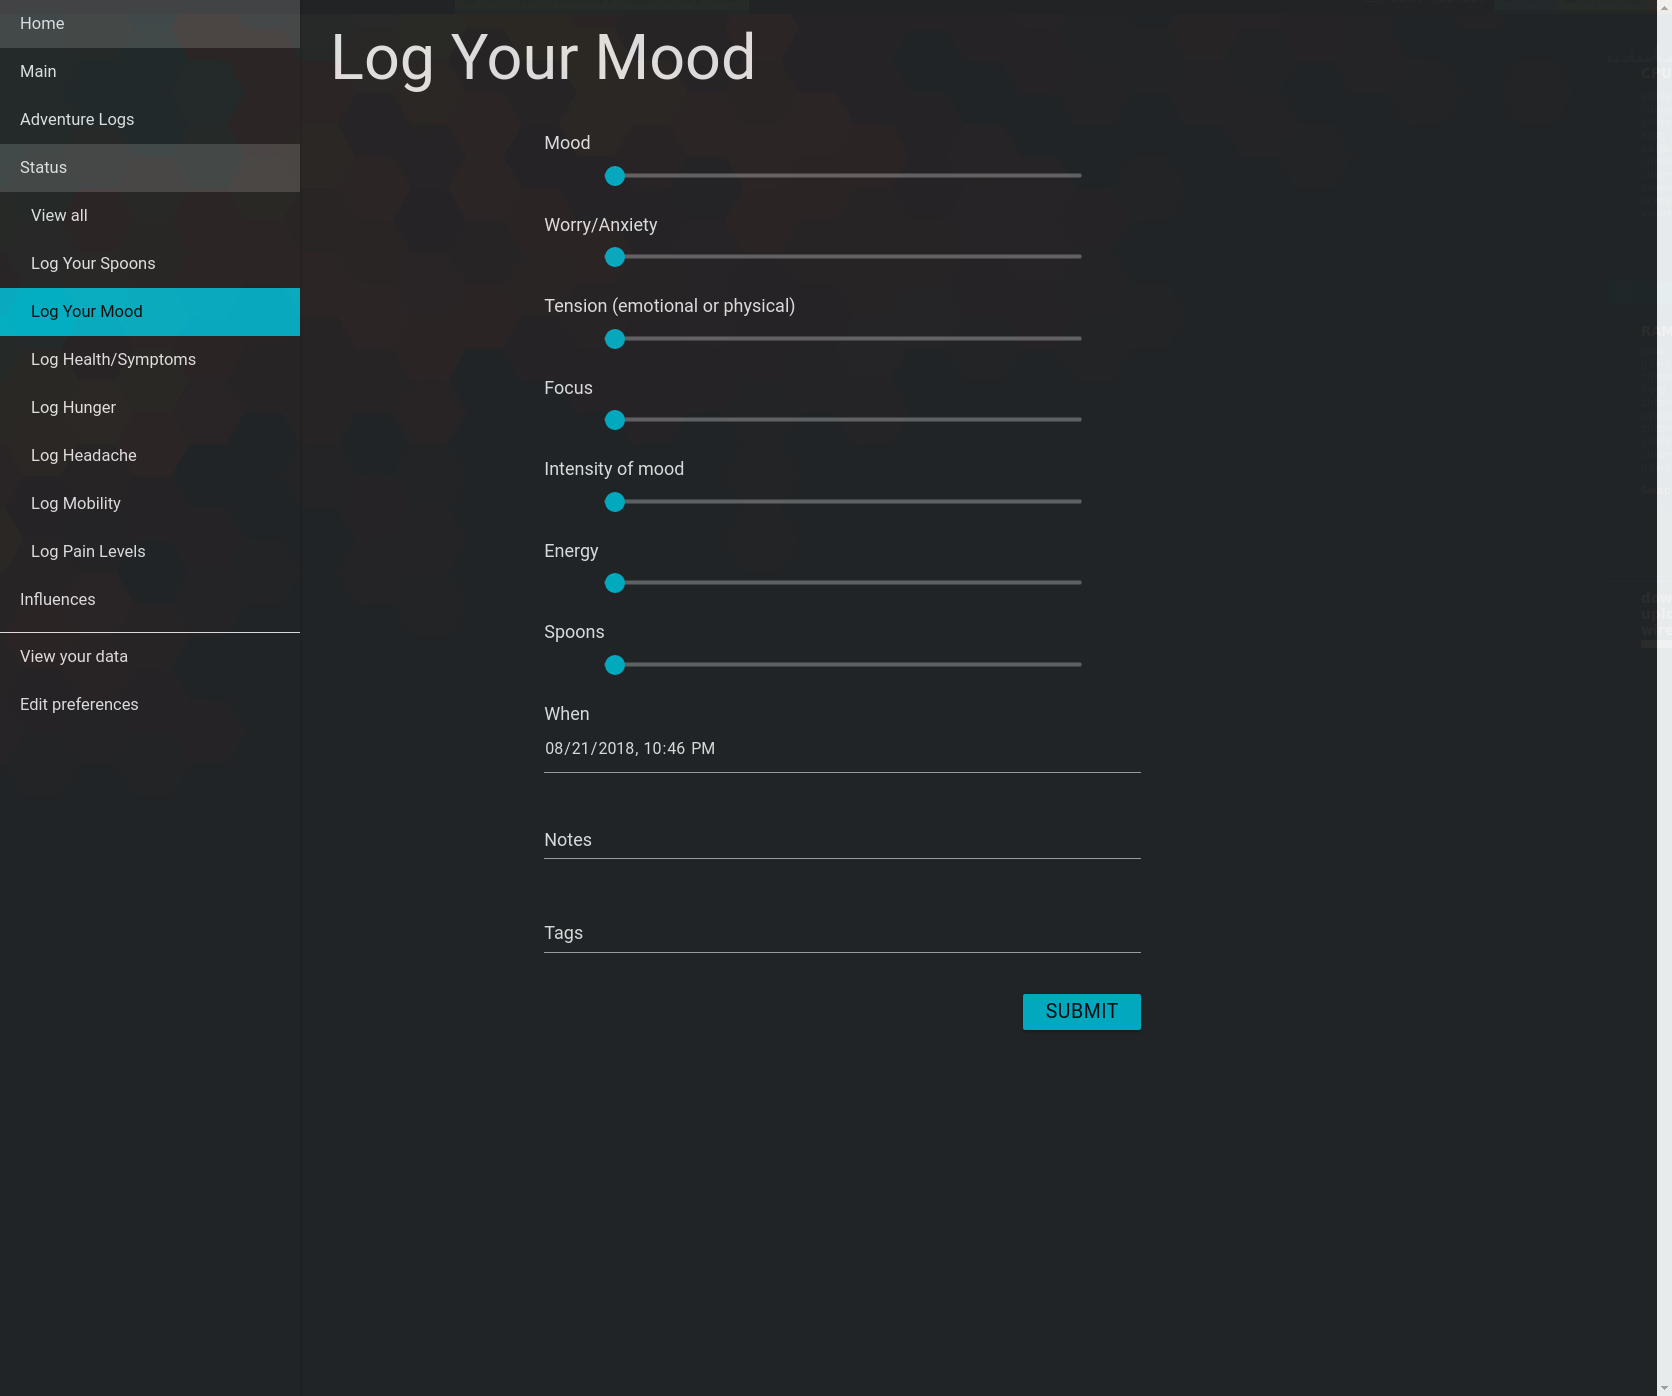 Home
Main
Adventure Logs
Status
View all
Log Your Spoons
Log Your Mood
Log Health/Symptoms
Log Hunger
Log Headache
Log Mobility
Log Pain Levels
Influences
View your data
Edit preferences
Log Your Mood
Mood
Worry/Anxiety
Tension (emotional or physical)
Focus
Intensity of mood
Energy
Spoons
When
08/21/2018, 10:46 PM
Notes
Tags
SUBMIT
CPU
RAM